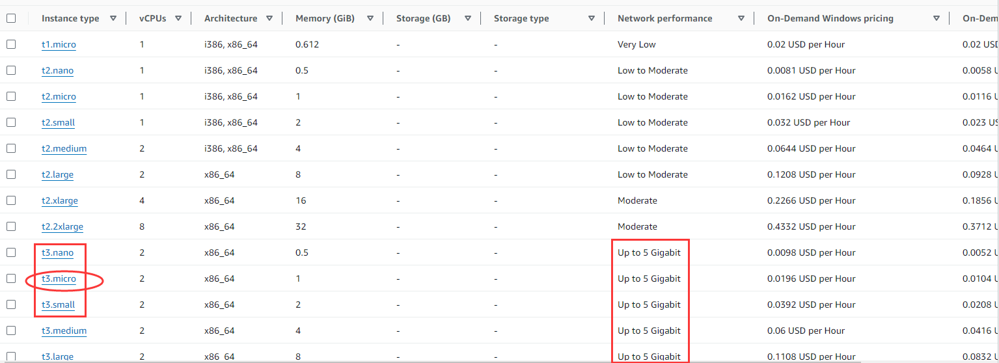 Instance type vCPUs Architecture Memory (GiB) Storage (GB) Storage type Network performance On-Demand Windows pricing On-Dem
t1.micro 1 i386, x86_64 0.612 - - Very Low 0.02 USD per Hour 0.02 USD
t2.nano 1 i386, x86_64 0.5 - - Low to Moderate 0.0081 USD per Hour 0.0058 U
t2.micro 1 i386, x86_64 1 - - Low to Moderate 0.0162 USD per Hour 0.0116 U
t2.small 1 i386, x86_64 2 - - Low to Moderate 0.032 USD per Hour 0.023 US
t2.medium 2 i386, x86_64 4 - - Low to Moderate 0.0644 USD per Hour 0.0464 U
t2.large 2 x86_64 8 - - Low to Moderate 0.1208 USD per Hour 0.0928 U
t2.xlarge 4 x86_64 16 - - Moderate 0.2266 USD per Hour 0.1856 U
t2.2xlarge 8 x86_64 32 - - Moderate 0.4332 USD per Hour 0.3712 U
t3.nano 2 x86_64 0.5 - - Up to 5 Gigabit 0.0098 USD per Hour 0.0052 U
t3.micro 2 x86_64 1 - - Up to 5 Gigabit 0.0196 USD per Hour 0.0104 U
t3.small 2 x86_64 2 - - Up to 5 Gigabit 0.0392 USD per Hour 0.0208 U
t3.medium 2 x86_64 4 - - Up to 5 Gigabit 0.06 USD per Hour 0.0416 U
t3.large 2 x86_64 8 - - Up to 5 Gigabit 0.1108 USD per Hour 0.0832 U